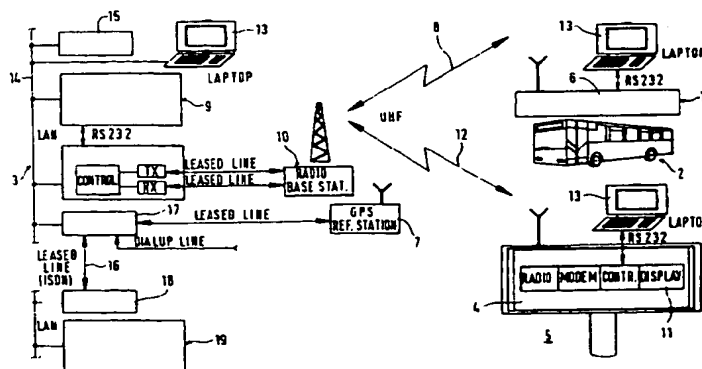 15
13
14
LAPTOP
9
LAN
RS232
3
CONTROL
TX
RX
LEASED LINE
LEASED LINE
10
RADIO
BASE STAT.
UHF
8
12
17
LEASED LINE
DIALUP LINE
GPS
REF. STATION
7
LEASED
LINE
(ISDN)
16
18
LAN
19
13
LAPTOP
6
RS232
2
13
LAPTOP
RS232
RADIO
MODEM
CONTR.
DISPLAY
4
11
5